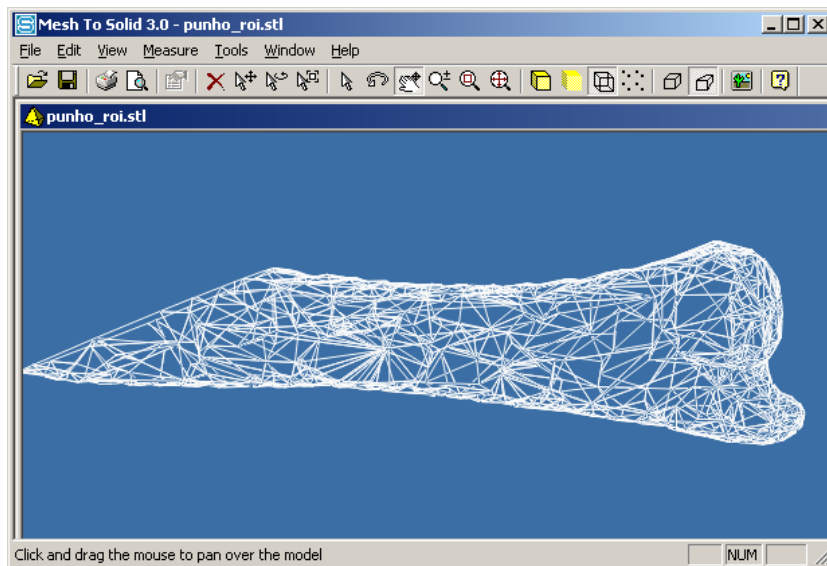 Mesh To Solid 3.0 - punho_roi.stl
File Edit View Measure Tools Window Help
punho_roi.stl
Click and drag the mouse to pan over the model NUM